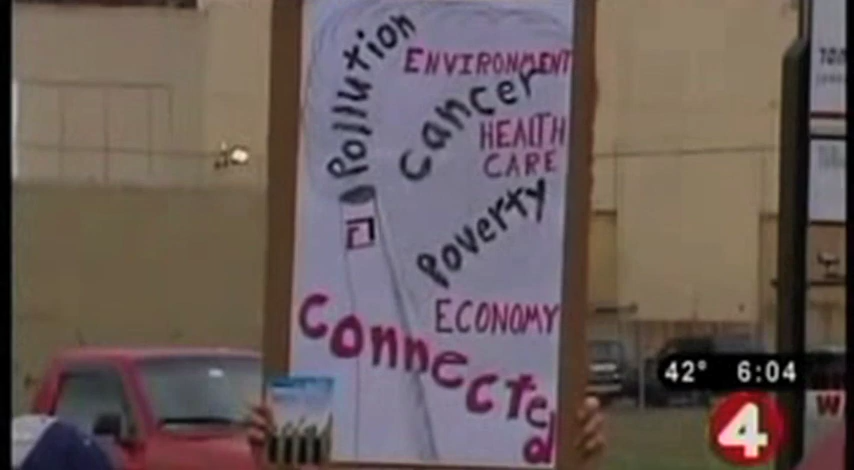 Pollution
ENVIRONMENT
Cancer
HEALTH
CARE
Poverty
ECONOMY
Connected
42° 6:04
4
W